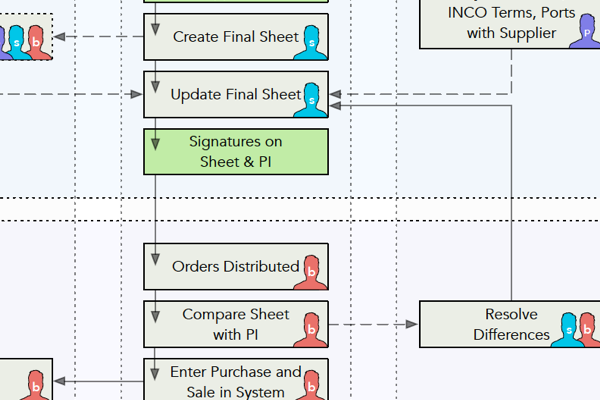 INCO Terms, Ports
with Supplier
P
s
b
Create Final Sheet
s
Update Final Sheet
s
Signatures on
Sheet & PI
Orders Distributed
b
Compare Sheet
with PI
b
Resolve
Differences
s
b
Enter Purchase and
Sale in System
b
b